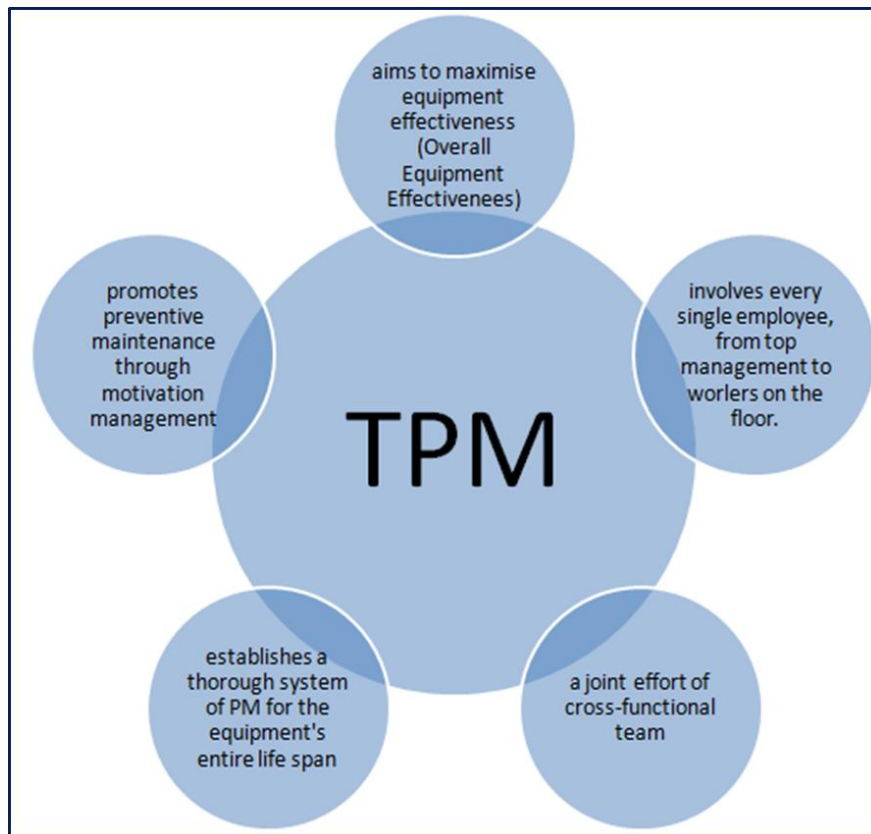 aims to maximise
equipment
effectiveness
(Overall
Equipment
Effectivenees)
promotes
preventive
maintenance
through
motivation
management
involves every
single employee,
from top
management to
worlers on the
floor.
TPM
establishes a
thorough system
of PM for the
equipment's
entire life span
a joint effort of
cross-functional
team